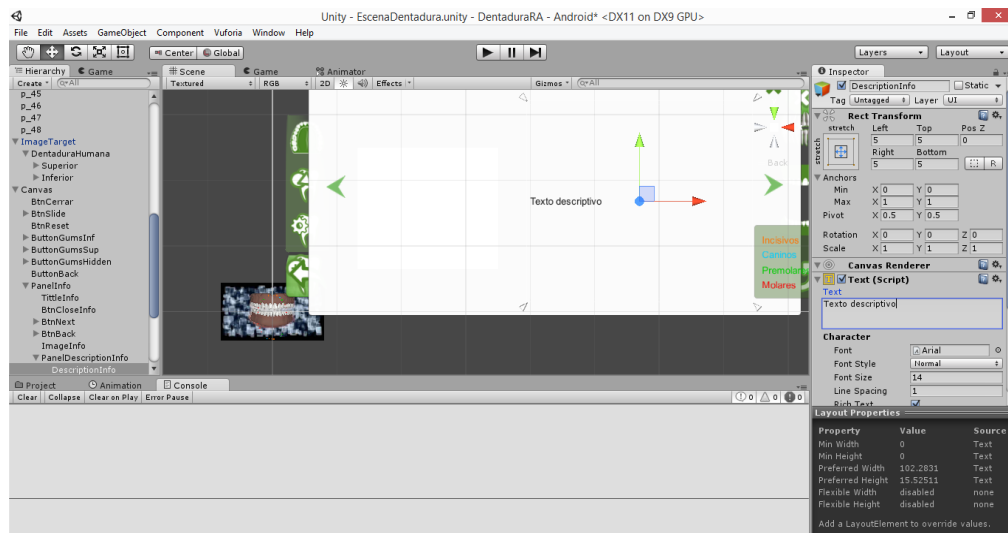 Unity - EscenaDentadura.unity - DentaduraRA - Android* <DX11 on DX9 GPU>
File Edit Assets GameObject Component Vuforia Window Help
Center Global
Layers Layout
Hierarchy Game
Create All
p_45
p_46
p_47
p_48
ImageTarget
DentaduraHumana
Superior
Inferior
Canvas
BtnCerrar
BtnSlide
BtnReset
ButtonGumsInf
ButtonGumsSup
ButtonGumsHidden
ButtonBack
PanelInfo
TittleInfo
BtnCloseInfo
BtnNext
BtnBack
ImageInfo
PanelDescriptionInfo
DescriptionInfo
Scene Game Animator
Textured RGB 2D Effects Gizmos All
Back
Texto descriptivo
Incisivos
Caninos
Premolar
Molares
Project Animation Console
Clear Collapse Clear on Play Error Pause 0 0 0
Inspector
DescriptionInfo Static
Tag Untagged Layer UI
Rect Transform
stretch Left Top Pos Z
stretch 5 5 0
Right Bottom
5 5 R
Anchors
Min X 0 Y 0
Max X 1 Y 1
Pivot X 0.5 Y 0.5
Rotation X 0 Y 0 Z 0
Scale X 1 Y 1 Z 1
Canvas Renderer
Text (Script)
Text
Texto descriptivo
Character
Font Arial
Font Style Normal
Font Size 14
Line Spacing 1
Rich Text
Layout Properties
Property Value Source
Min Width 0 Text
Min Height 0 Text
Preferred Width 102.2831 Text
Preferred Height 15.52511 Text
Flexible Width disabled none
Flexible Height disabled none
Add a LayoutElement to override values.